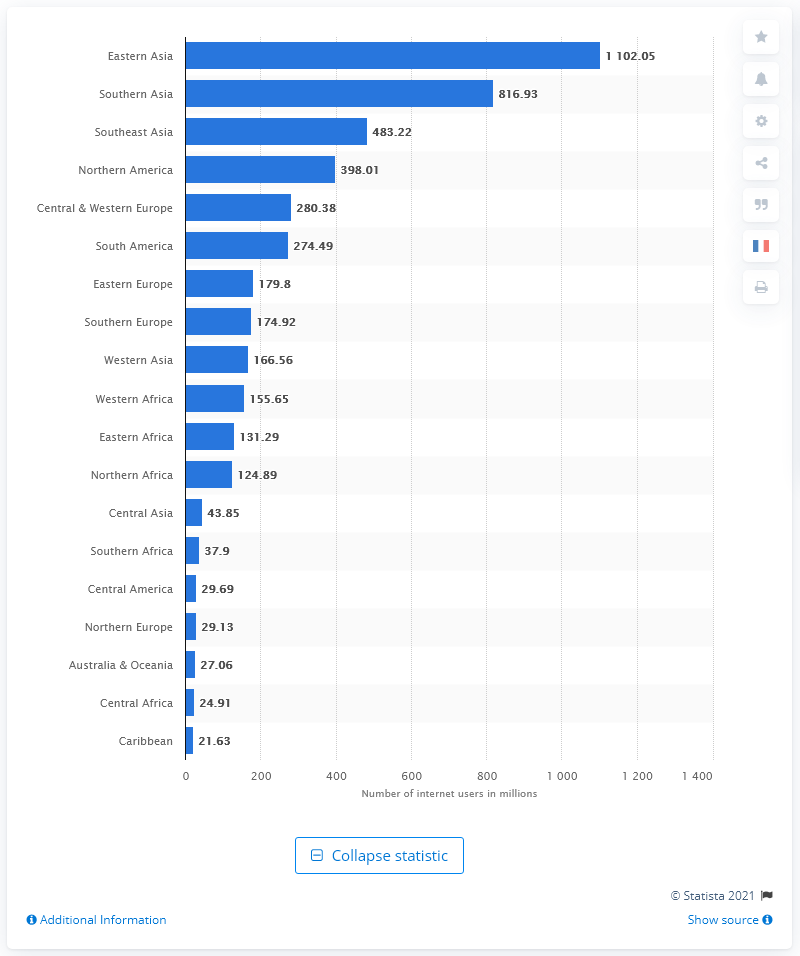 Eastern Asia 1 102.05
Southern Asia 816.93
Southeast Asia 483.22
Northern America 398.01
Central & Western Europe 280.38
South America 274.49
Eastern Europe 179.8
Southern Europe 174.92
Western Asia 166.56
Western Africa 155.65
Eastern Africa 131.29
Northern Africa 124.89
Central Asia 43.85
Southern Africa 37.9
Central America 29.69
Northern Europe 29.13
Australia & Oceania 27.06
Central Africa 24.91
Caribbean 21.63
0 200 400 600 800 1 000 1 200 1 400
Number of internet users in millions
Collapse statistic
© Statista 2021
Additional Information
Show source